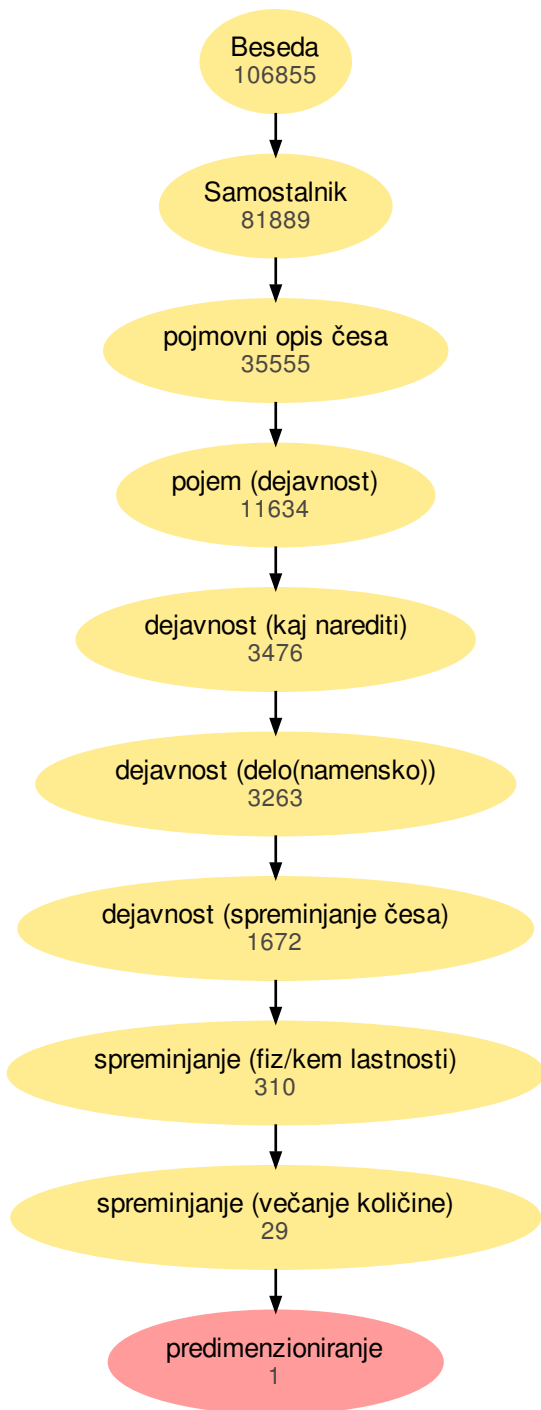 Beseda
106855
Samostalnik
81889
pojmovni opis česa
35555
pojem (dejavnost)
11634
dejavnost (kaj narediti)
3476
dejavnost (delo(namensko))
3263
dejavnost (spreminjanje česa)
1672
spreminjanje (fiz/kem lastnosti)
310
spreminjanje (večanje količine)
29
predimenzioniranje
1